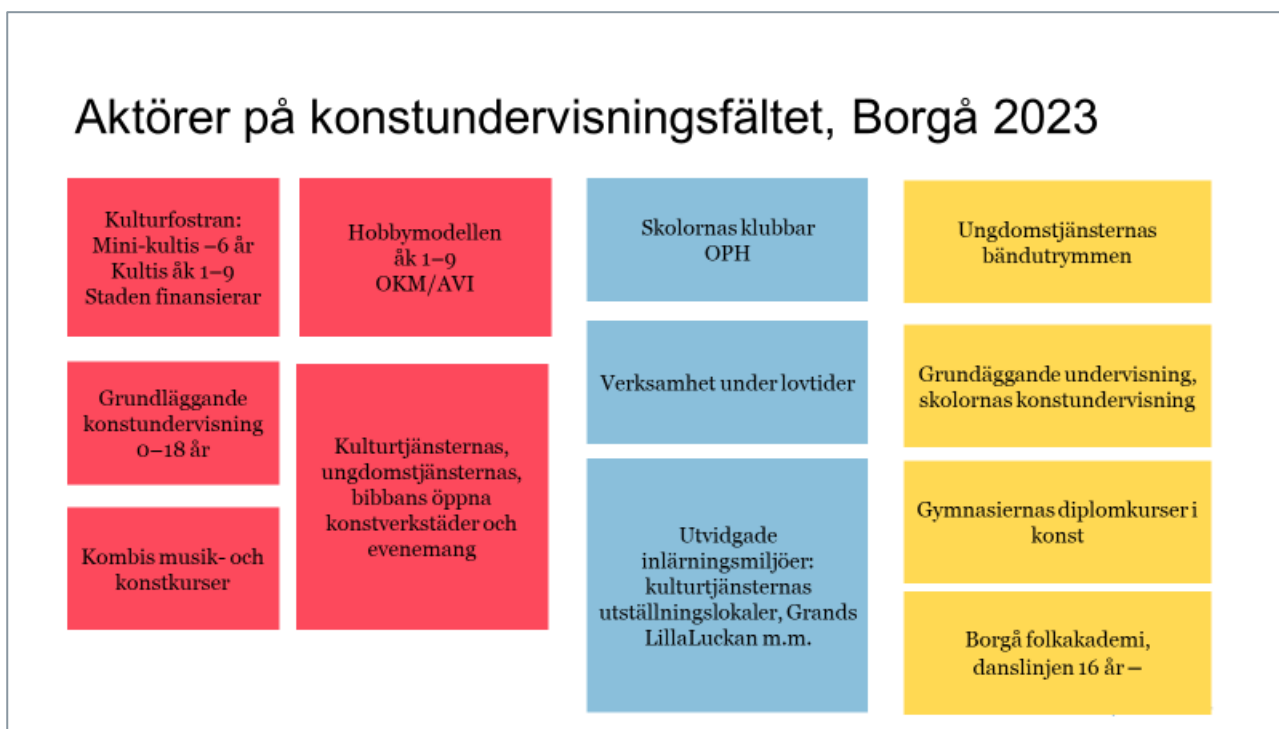 Aktörer på konstundervisningsfältet, Borgå 2023
Kulturfostran:
Mini-kultis –6 år
Kultis åk 1–9
Staden finansierar
Hobbymodellen
åk 1–9
OKM/AVI
Grundläggande
konstundervisning
0–18 år
Kulturtjänsternas,
ungdomstjänsternas,
bibbans öppna
konstverkstäder och
evenemang
Kombis musik- och
konstkurser
Skolornas klubbar
OPH
Verksamhet under lovtider
Utvidgade
inlärningsmiljöer:
kulturtjänsternas
utställningslokaler, Grands
LillaLuckan m.m.
Ungdomstjänsternas
bändutrymmen
Grundäggande undervisning,
skolornas konstundervisning
Gymnasiernas diplomkurser i
konst
Borgå folkakademi,
danslinjen 16 år –